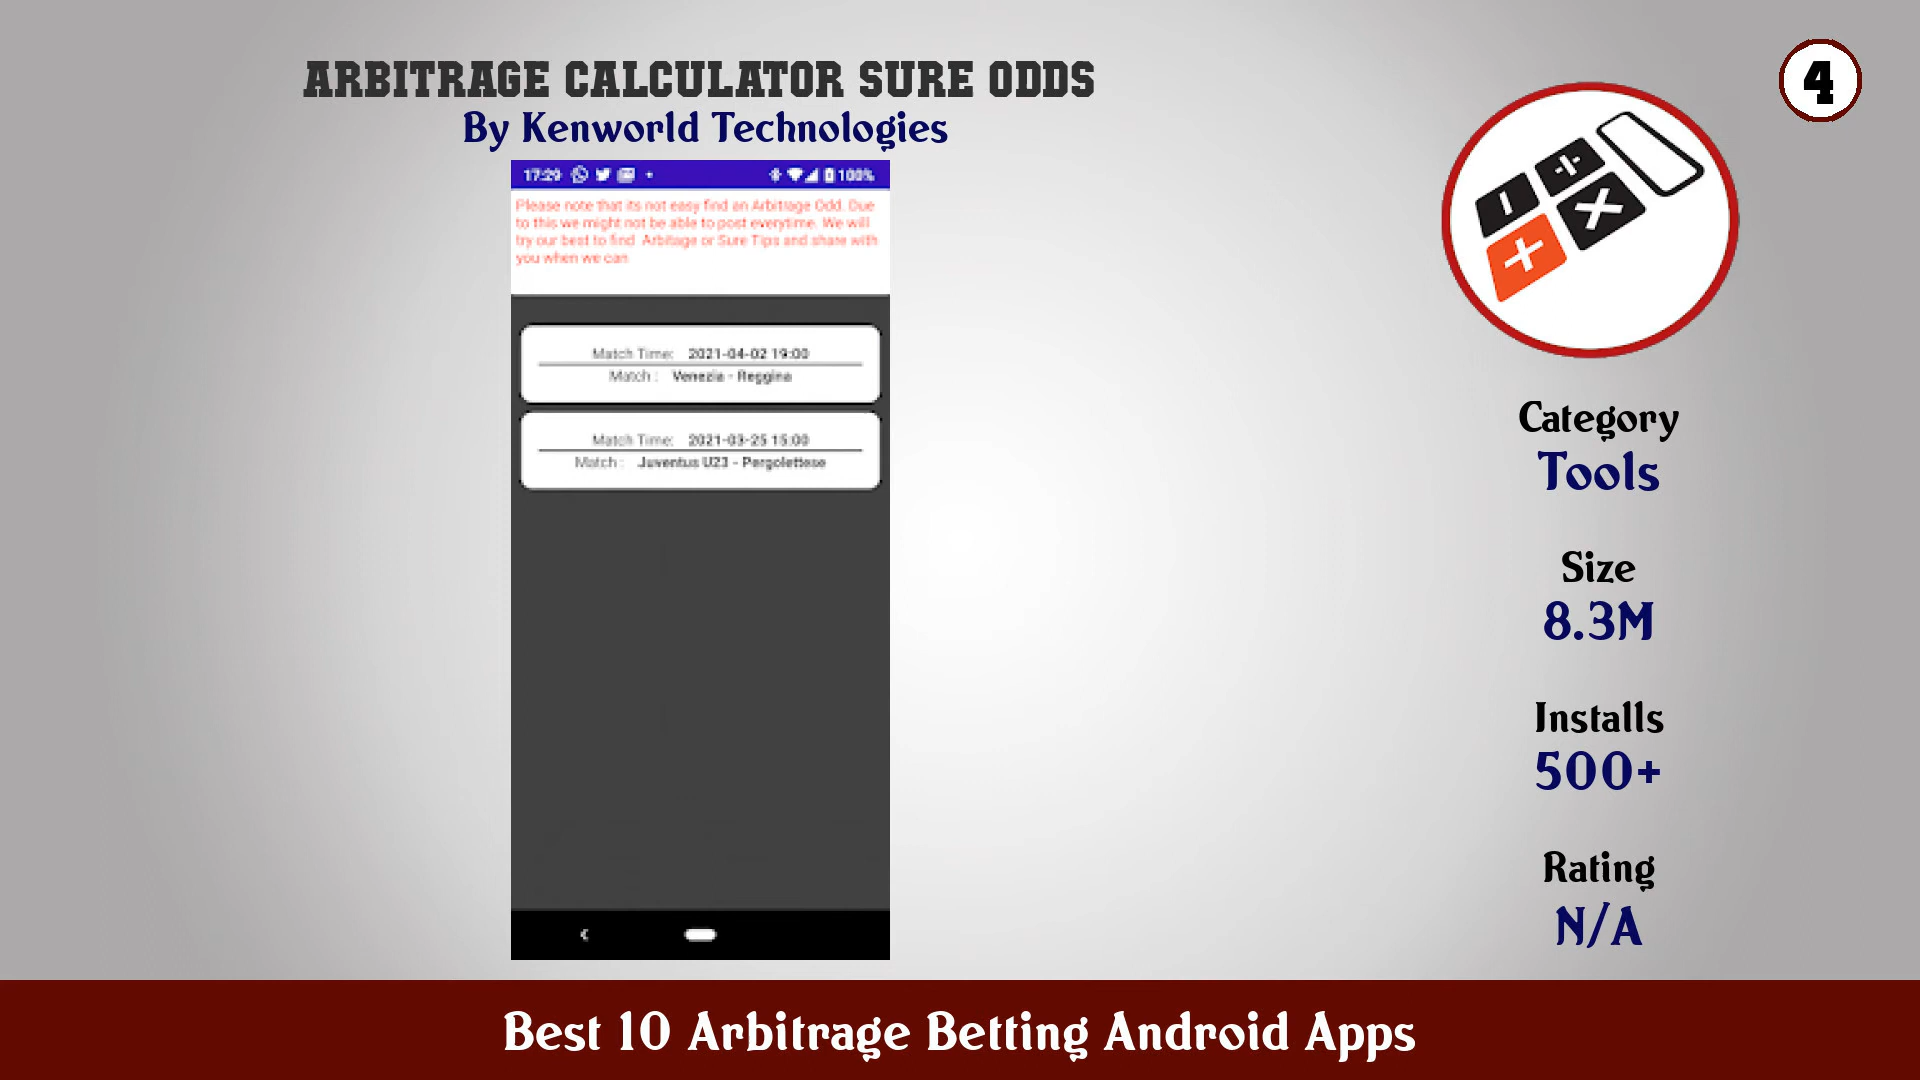 ARBITRAGE CALCULATOR SURE ODDS
By Kenworld Technologies
4
17:29
100%
Please note that its not easy find an Arbitrage Odd. Due
to this we might not be able to post everytime. We will
try our best to find Arbitage or Sure Tips and share with
you when we can
Match Time: 2021-04-02 19:00
Match : Venezia - Reggina
Match Time: 2021-03-25 15:00
Match : Juventus U23 - Pergolettese
Category
Tools
Size
8.3M
Installs
500+
Rating
N/A
Best 10 Arbitrage Betting Android Apps